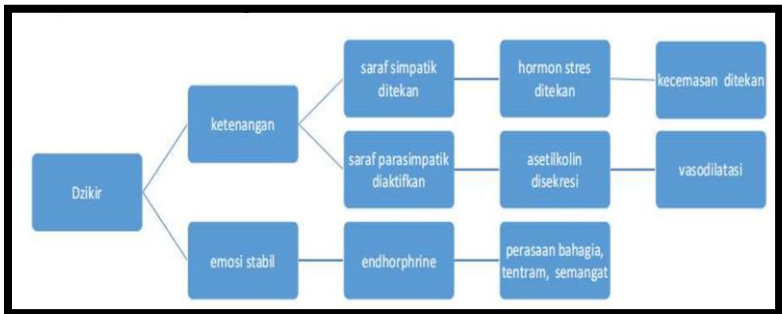 saraf simpatik
ditekan
hormon stres
ditekan
kecemasan ditekan
ketenangan
saraf parasimpatik
diaktifkan
asetilkolin
disekresi
vasodilatasi
Dzikir
emosi stabil
endhorphrine
perasaan bahagia,
tentram, semangat